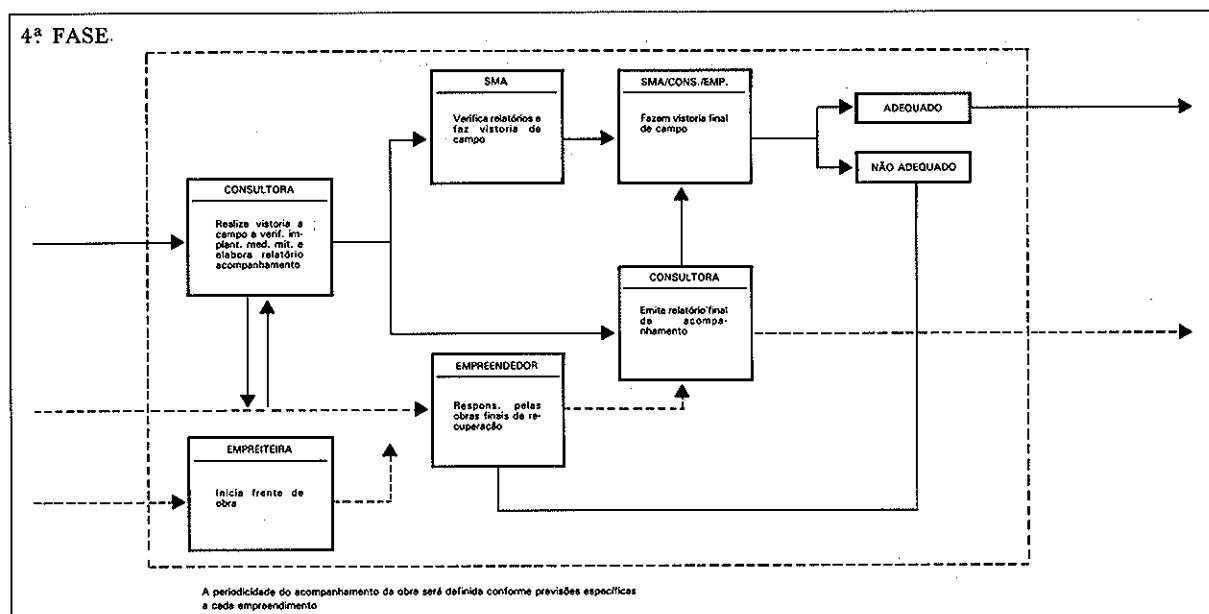 4ª FASE.
SMA
Verifica relatórios e
faz vistoria de
campo
SMA/CONS./EMP.
Fazem vistoria final
de campo
ADEQUADO
NÃO ADEQUADO
CONSULTORA
Realiza vistoria a
campo a verif. im-
plant. med. mit. e
elabora relatório
acompanhamento
CONSULTORA
Emite relatório final
de acompa-
nhamento
EMPREENDEDOR
Respons. pelas
obras finais de re-
cuperação
EMPREITEIRA
Inicia frente de
obra
A periodicidade do acompanhamento da obra será definida conforme previsões específicas
a cada empreendimento